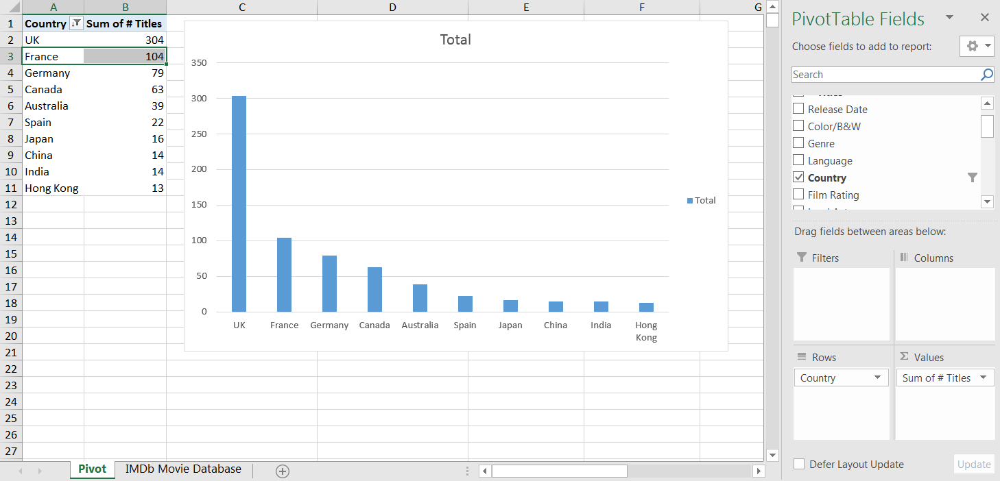 A B C D E F G
1 Country Sum of # Titles
2 UK 304
3 France 104
4 Germany 79
5 Canada 63
6 Australia 39
7 Spain 22
8 Japan 16
9 China 14
10 India 14
11 Hong Kong 13
12
13
14
15
16
17
18
19
20
21
22
23
24
25
26
27
Total
350
300
250
200
150
100
50
0
UK France Germany Canada Australia Spain Japan China India Hong
Kong
Total
Pivot IMDb Movie Database
PivotTable Fields
Choose fields to add to report:
Search
Release Date
Color/B&W
Genre
Language
Country
Film Rating
Drag fields between areas below:
Filters Columns
Rows Σ Values
Country Sum of # Titles
Defer Layout Update Update